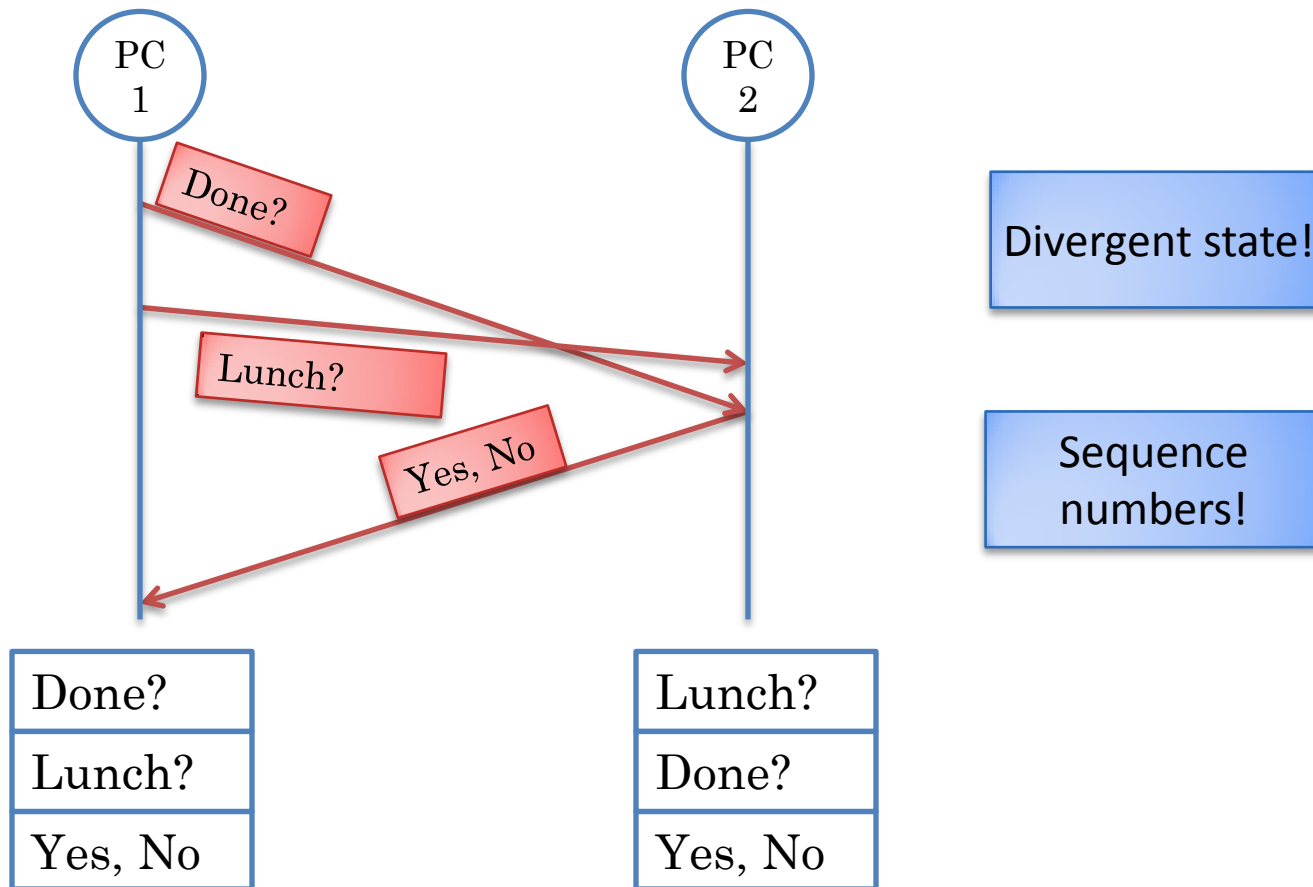 PC
1
PC
2
Done?
Lunch?
Yes, No
Divergent state!
Sequence
numbers!
Done?
Lunch?
Yes, No
Lunch?
Done?
Yes, No